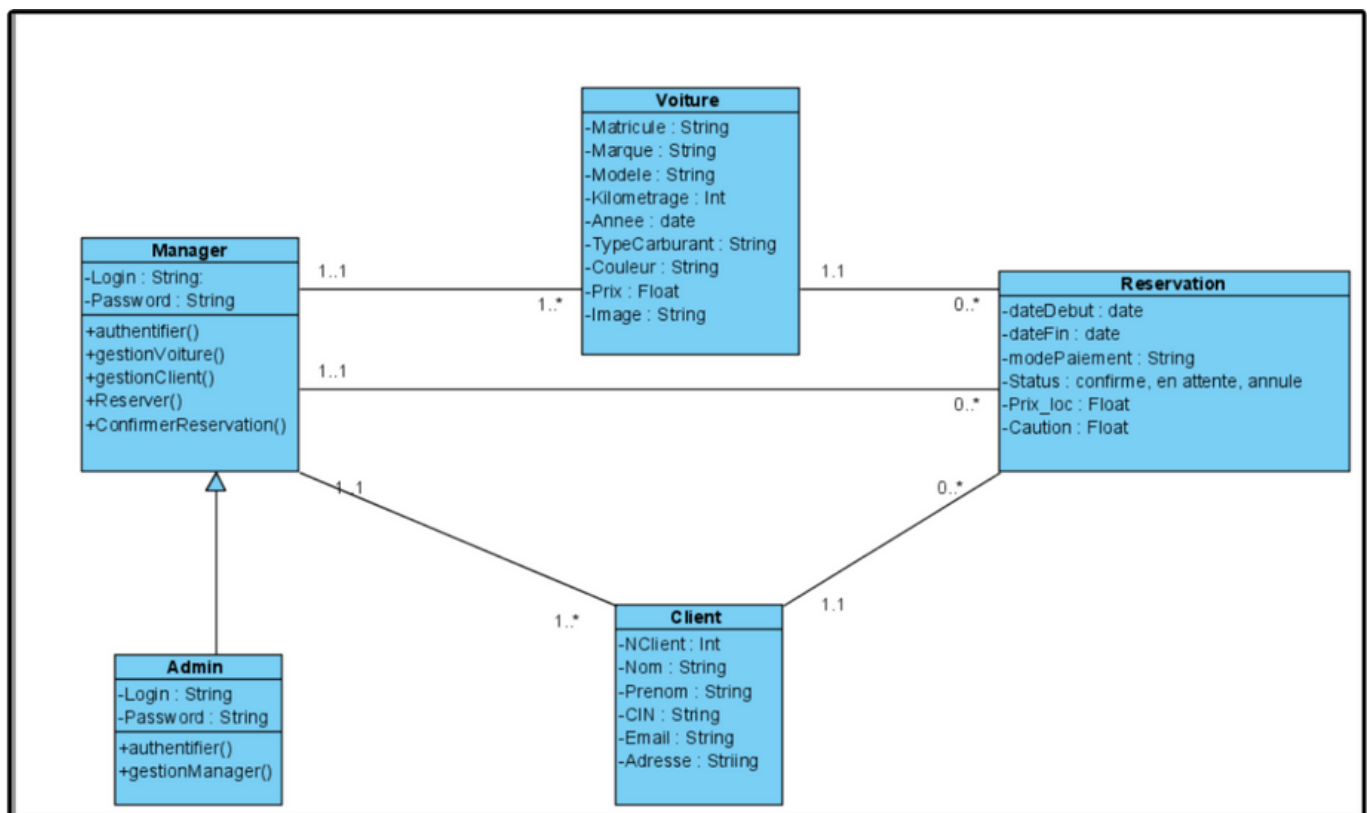 Voiture
-Matricule : String
-Marque : String
-Modele : String
-Kilometrage : Int
-Annee : date
-TypeCarburant : String
-Couleur : String
-Prix : Float
-Image : String
Manager
-Login : String:
-Password : String
+authentifier()
+gestionVoiture()
+gestionClient()
+Reserver()
+ConfirmerReservation()
1..1
1..*
1.1
0..*
Reservation
-dateDebut : date
-dateFin : date
-modePaiement : String
-Status : confirme, en attente, annule
-Prix_loc : Float
-Caution : Float
1..1
0..*
1..1
1..*
0..*
1.1
Admin
-Login : String
-Password : String
+authentifier()
+gestionManager()
Client
-NClient : Int
-Nom : String
-Prenom : String
-CIN : String
-Email : String
-Adresse : Striing